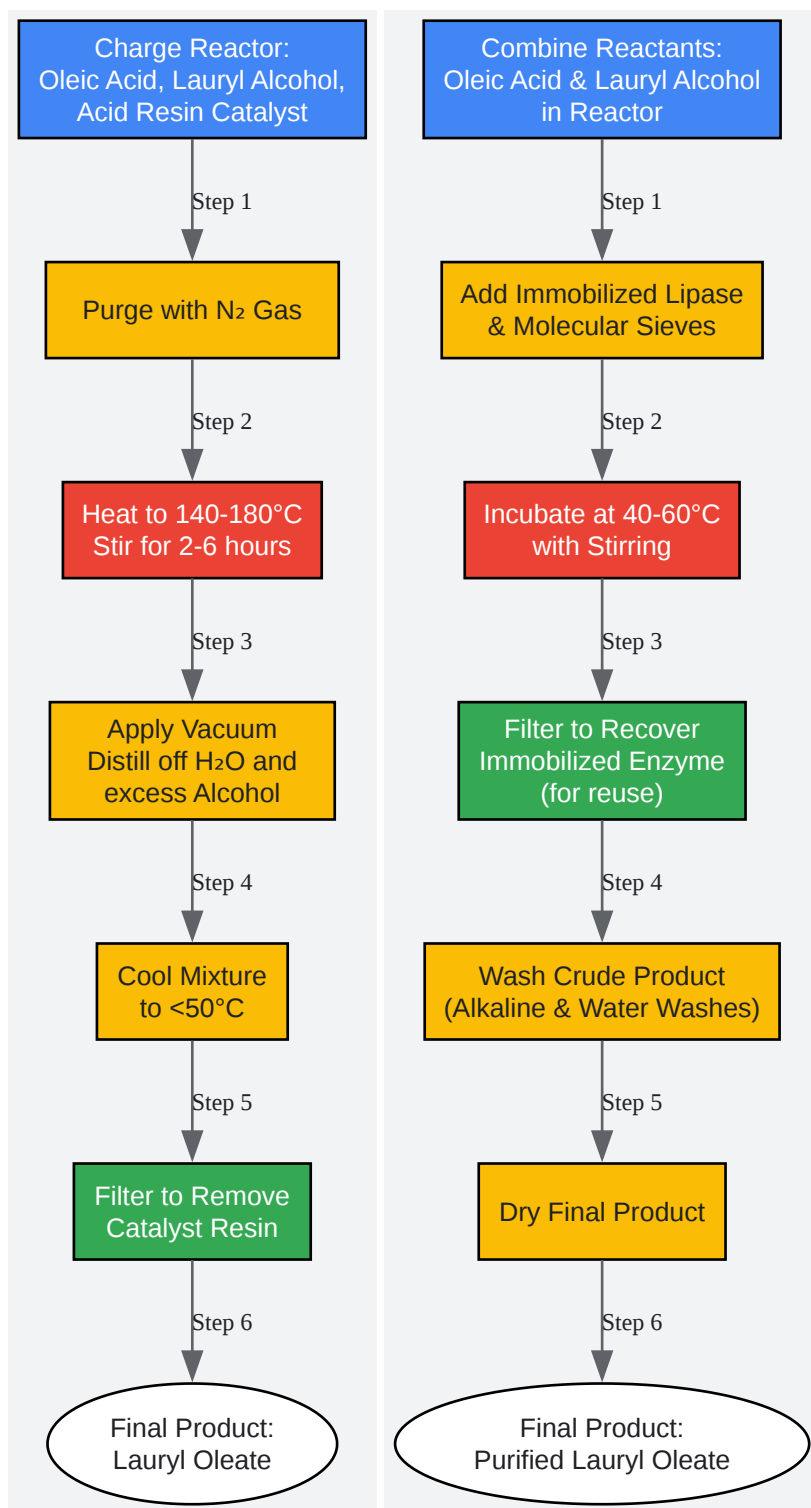 Charge Reactor:
Oleic Acid, Lauryl Alcohol,
Acid Resin Catalyst
Step 1
Purge with N₂ Gas
Step 2
Heat to 140-180°C
Stir for 2-6 hours
Step 3
Apply Vacuum
Distill off H₂O and
excess Alcohol
Step 4
Cool Mixture
to <50°C
Step 5
Filter to Remove
Catalyst Resin
Step 6
Final Product:
Lauryl Oleate
Combine Reactants:
Oleic Acid & Lauryl Alcohol
in Reactor
Step 1
Add Immobilized Lipase
& Molecular Sieves
Step 2
Incubate at 40-60°C
with Stirring
Step 3
Filter to Recover
Immobilized Enzyme
(for reuse)
Step 4
Wash Crude Product
(Alkaline & Water Washes)
Step 5
Dry Final Product
Step 6
Final Product:
Purified Lauryl Oleate